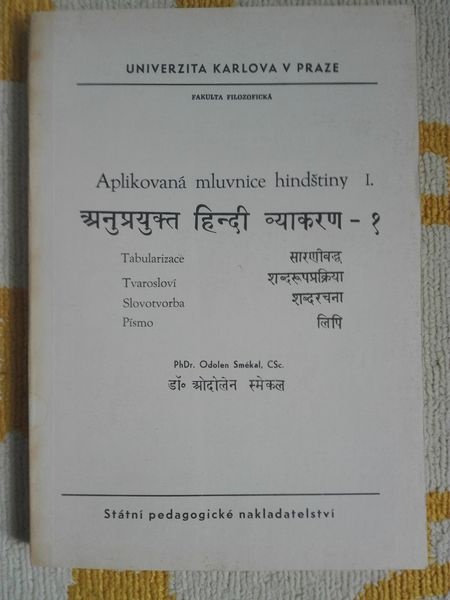 UNIVERZITA KARLOVA V PRAZE
FAKULTA FILOZOFICKÁ
Aplikovaná mluvnice hindštiny I.
अनुप्रयुक्त हिन्दी व्याकरण - १
Tabularizace सारणीबद्ध
Tvarosloví शब्दरूपप्रक्रिया
Slovotvorba शब्दरचना
Písmo लिपि
PhDr. Odolen Smékal, CSc.
डॉ॰ ओदोलेन स्मेकल
Státní pedagogické nakladatelství